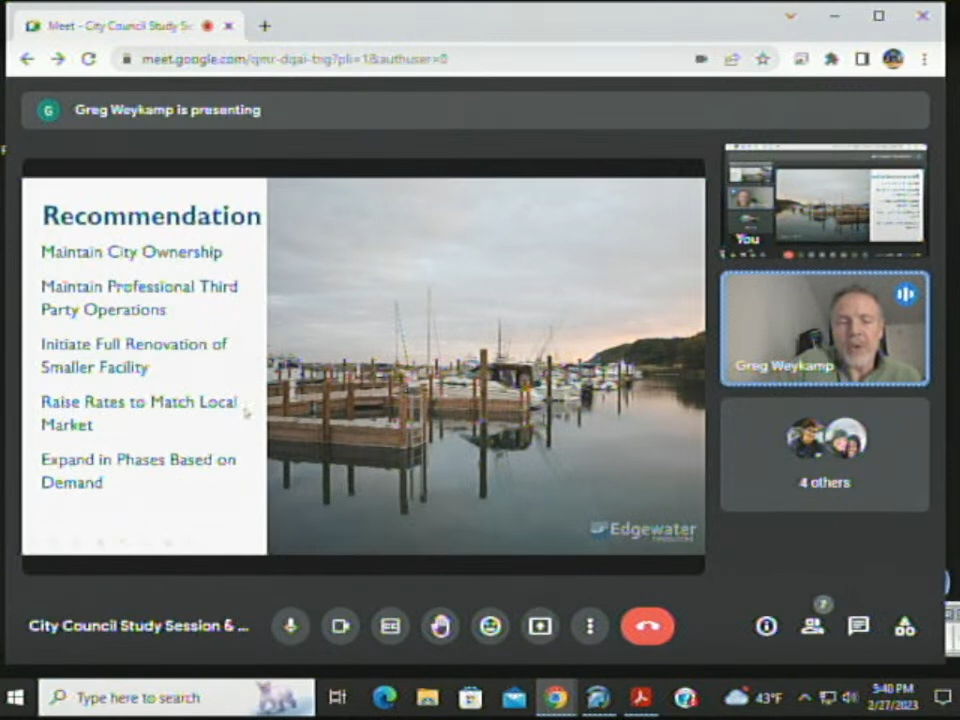 Meet - City Council Study Se
meet.google.com/qmr-dqai-tng?pli=1&authuser=0
G
Greg Weykamp is presenting
Recommendation
Maintain City Ownership
Maintain Professional Third
Party Operations
Initiate Full Renovation of
Smaller Facility
Raise Rates to Match Local
Market
Expand in Phases Based on
Demand
Edgewater
You
Greg Weykamp
4 others
City Council Study Session & ...
7
Type here to search
43°F
5:40 PM
2/27/2023